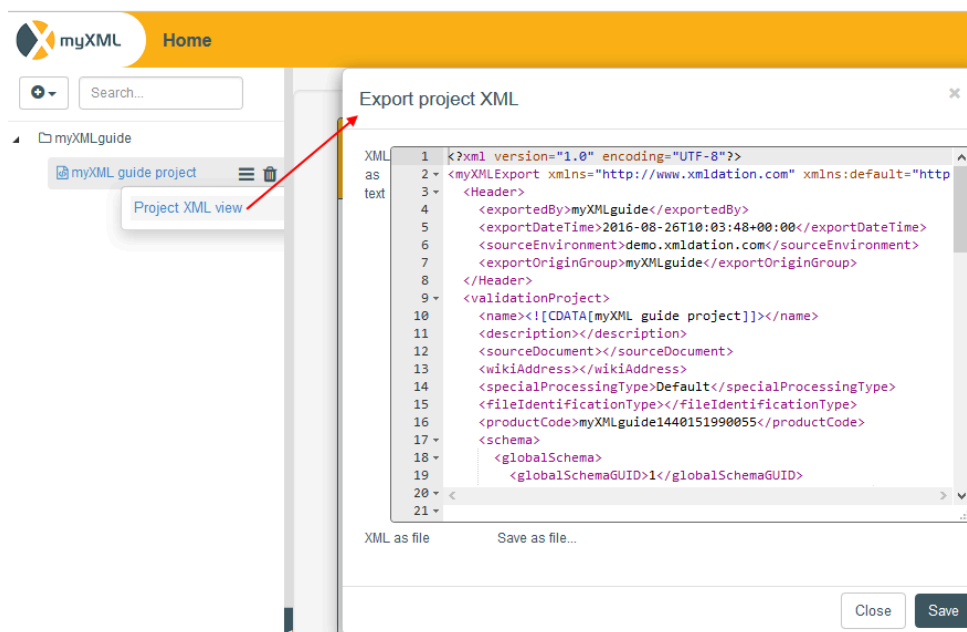 myXML Home
Search...
myXMLguide
myXML guide project
Project XML view
Export project XML
×
XML as text
1 <?xml version="1.0" encoding="UTF-8"?>
2 <myXMLExport xmlns="http://www.xmldation.com" xmlns:default="http
3 <Header>
4 <exportedBy>myXMLguide</exportedBy>
5 <exportDateTime>2016-08-26T10:03:48+00:00</exportDateTime>
6 <sourceEnvironment>demo.xmldation.com</sourceEnvironment>
7 <exportOriginGroup>myXMLguide</exportOriginGroup>
8 </Header>
9 <validationProject>
10 <name><![CDATA[myXML guide project]]></name>
11 <description></description>
12 <sourceDocument></sourceDocument>
13 <wikiAddress></wikiAddress>
14 <specialProcessingType>Default</specialProcessingType>
15 <fileIdentificationType></fileIdentificationType>
16 <productCode>myXMLguide1440151990055</productCode>
17 <schema>
18 <globalSchema>
19 <globalSchemaGUID>1</globalSchemaGUID>
20
21
XML as file Save as file...
Close Save